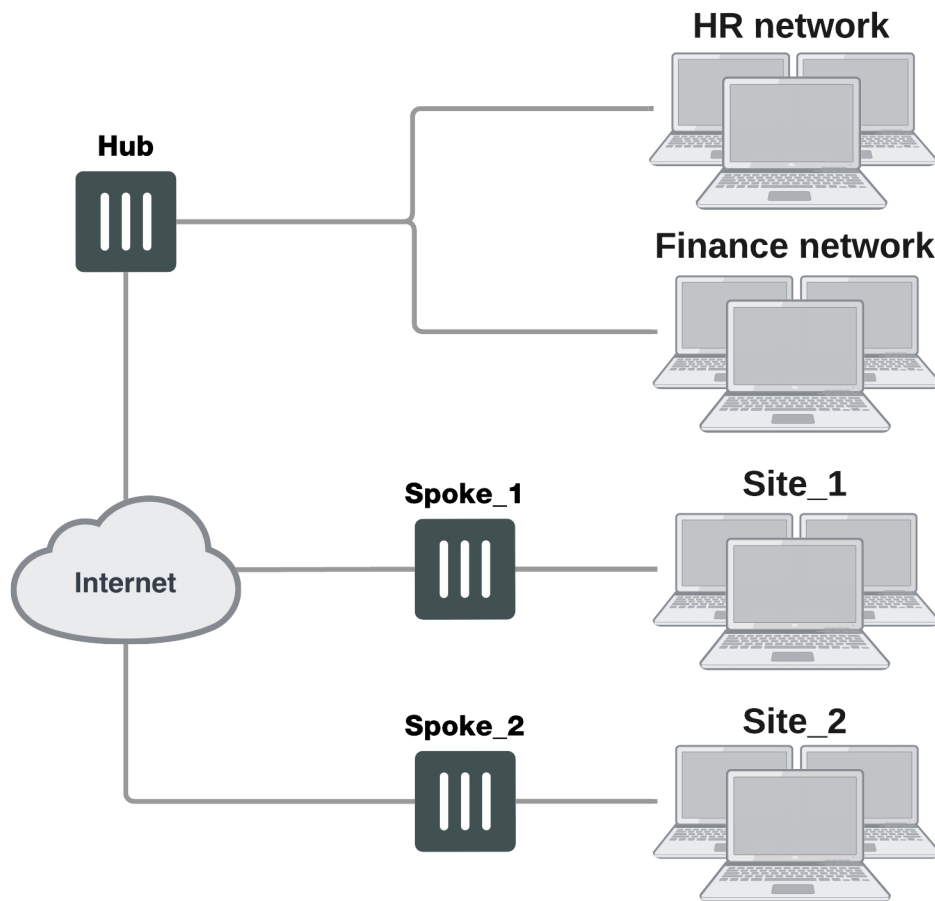 HR network
Hub
Finance network
Site_1
Spoke_1
Internet
Site_2
Spoke_2